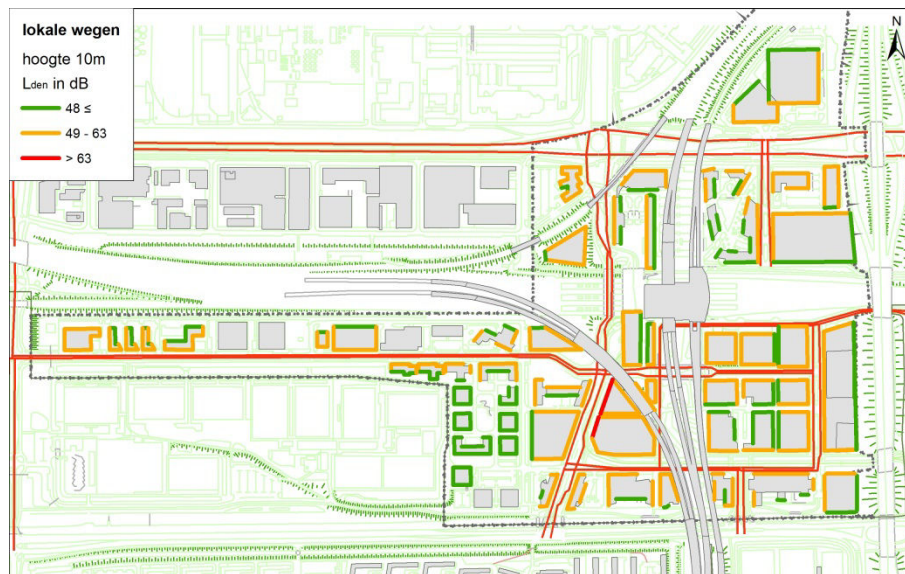 lokale wegen
hoogte 10m
Lden in dB
48 ≤
49 - 63
> 63
N